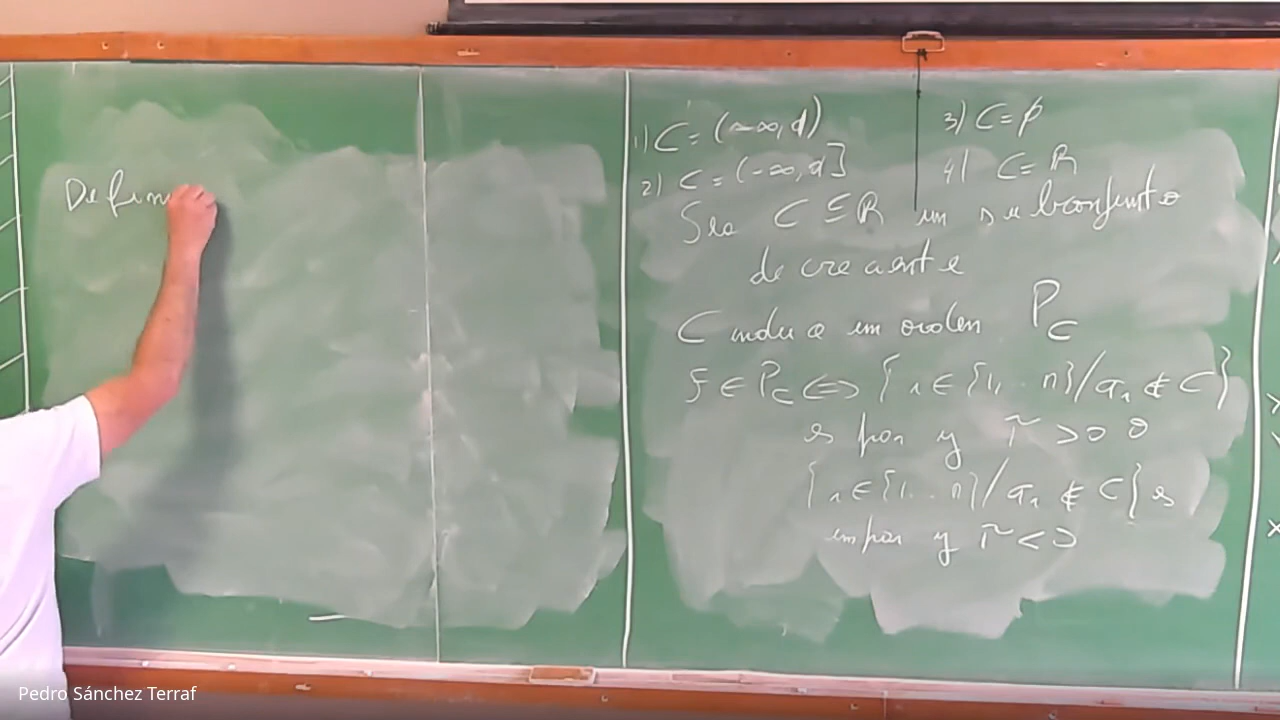 Defin
1) C = (-∞, d)
2) C = (-∞, d]
3) C = ∅
4) C = ℝ
Sea C ⊆ ℝ un subconjunto
decreciente
C induce un orden P_C
f ∈ P_C ⟺ {i ∈ {1, .. n} / a_i ∉ C}
es par y r̃ > 0 o
{i ∈ {1 .. n} / a_i ∉ C} es
impar y r̃ < 0
Pedro Sánchez Terraf